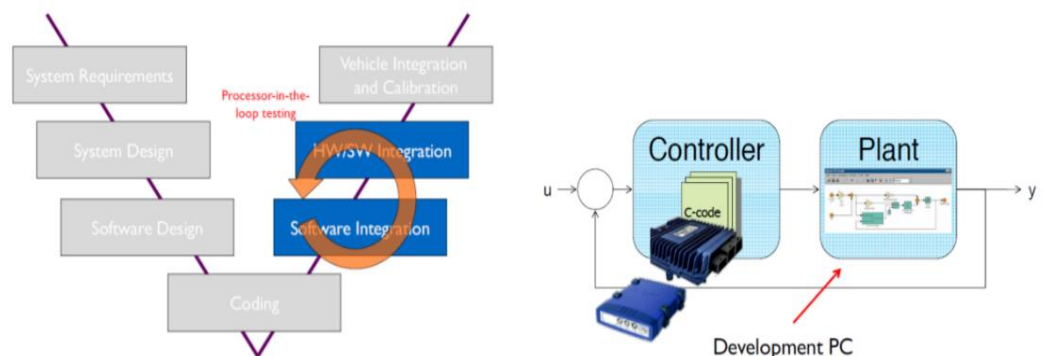 System Requirements
Vehicle Integration
and Calibration
Processor-in-the-
loop testing
System Design
HW/SW Integration
Software Design
Software Integration
Coding
Controller
Plant
u
y
C-code
Development PC